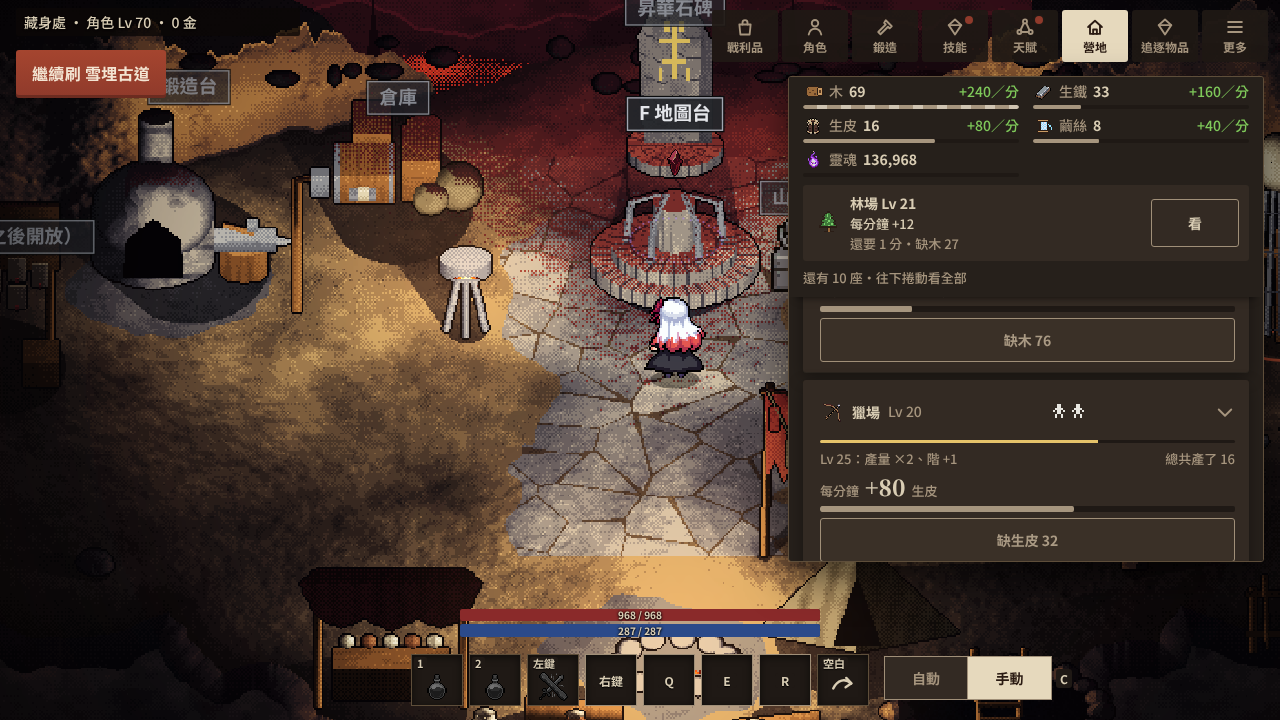 藏身處 · 角色 Lv 70 · 0 金
繼續刷 雪埋古道
昇華石碑
戰利品
角色
鍛造
技能
天賦
營地
追逐物品
更多
鍛造台
倉庫
F 地圖台
山
之後開放）
木 69 +240／分
生鐵 33 +160／分
生皮 16 +80／分
繭絲 8 +40／分
靈魂 136,968
林場 Lv 21
每分鐘 +12
還要 1 分 · 缺木 27
看
還有 10 座 · 往下捲動看全部
缺木 76
獵場 Lv 20
Lv 25：產量 ×2、階 +1
總共產了 16
每分鐘 +80 生皮
缺生皮 32
968 / 968
287 / 287
1
2
左鍵
右鍵
Q
E
R
空白
自動
手動
C